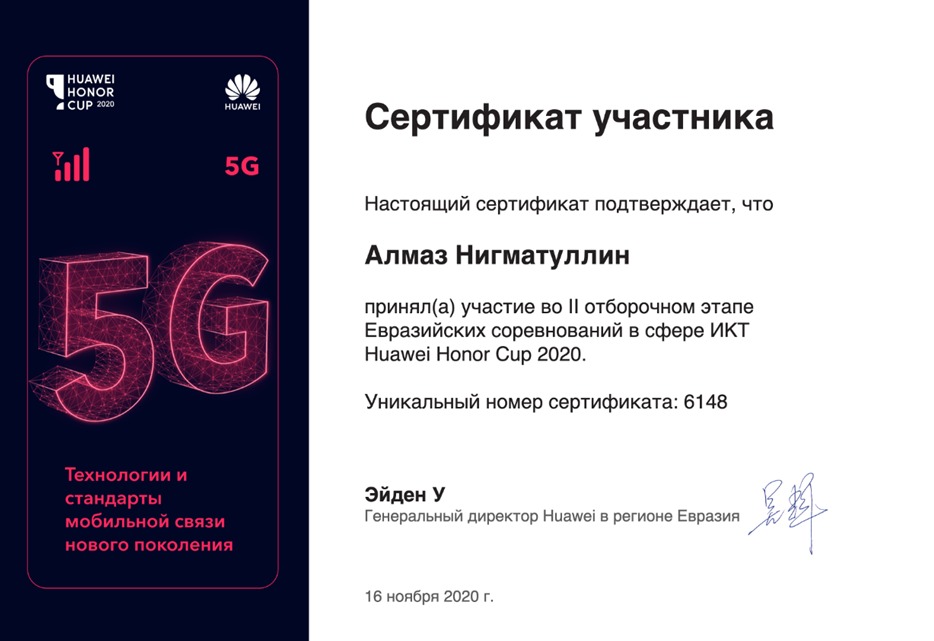 HUAWEI
HONOR
CUP 2020
HUAWEI
5G
5G
Технологии и
стандарты
мобильной связи
нового поколения
Сертификат участника
Настоящий сертификат подтверждает, что
Алмаз Нигматуллин
принял(а) участие во II отборочном этапе
Евразийских соревнований в сфере ИКТ
Huawei Honor Cup 2020.
Уникальный номер сертификата: 6148
Эйден У
Генеральный директор Huawei в регионе Евразия
16 ноября 2020 г.